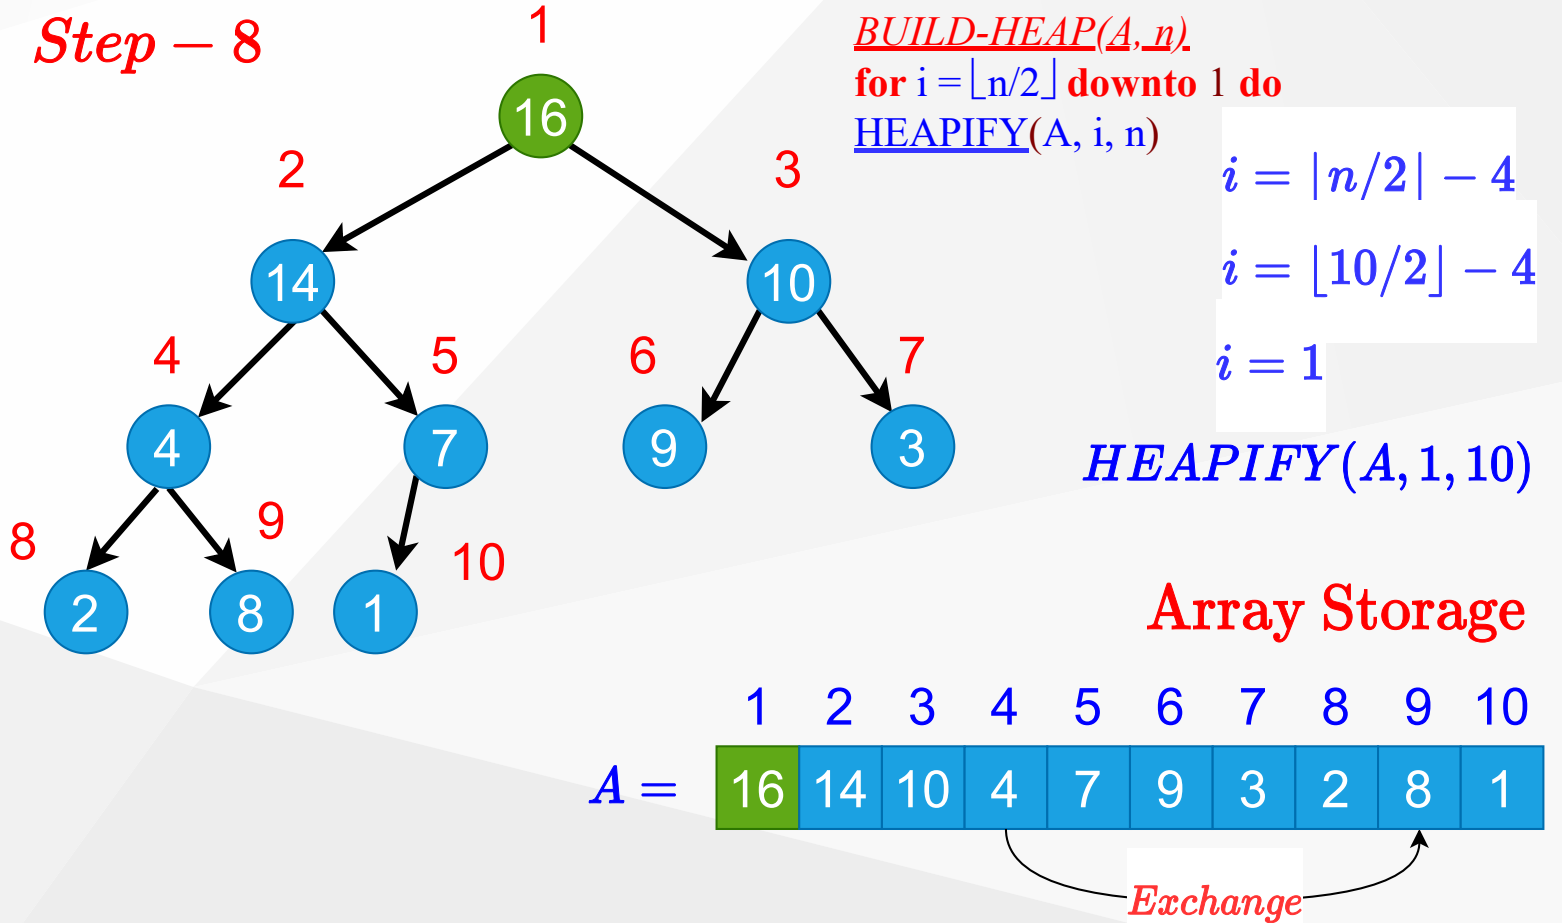 Step – 8
BUILD-HEAP(A, n)
for i = ⌊n/2⌋ downto 1 do
HEAPIFY(A, i, n)
i = |n/2| − 4
i = ⌊10/2⌋ − 4
i = 1
HEAPIFY(A, 1, 10)
1
16
2 3
14 10
4 5 6 7
4 7 9 3
8 9 10
2 8 1
Array Storage
1 2 3 4 5 6 7 8 9 10
A = 16 14 10 4 7 9 3 2 8 1
Exchange